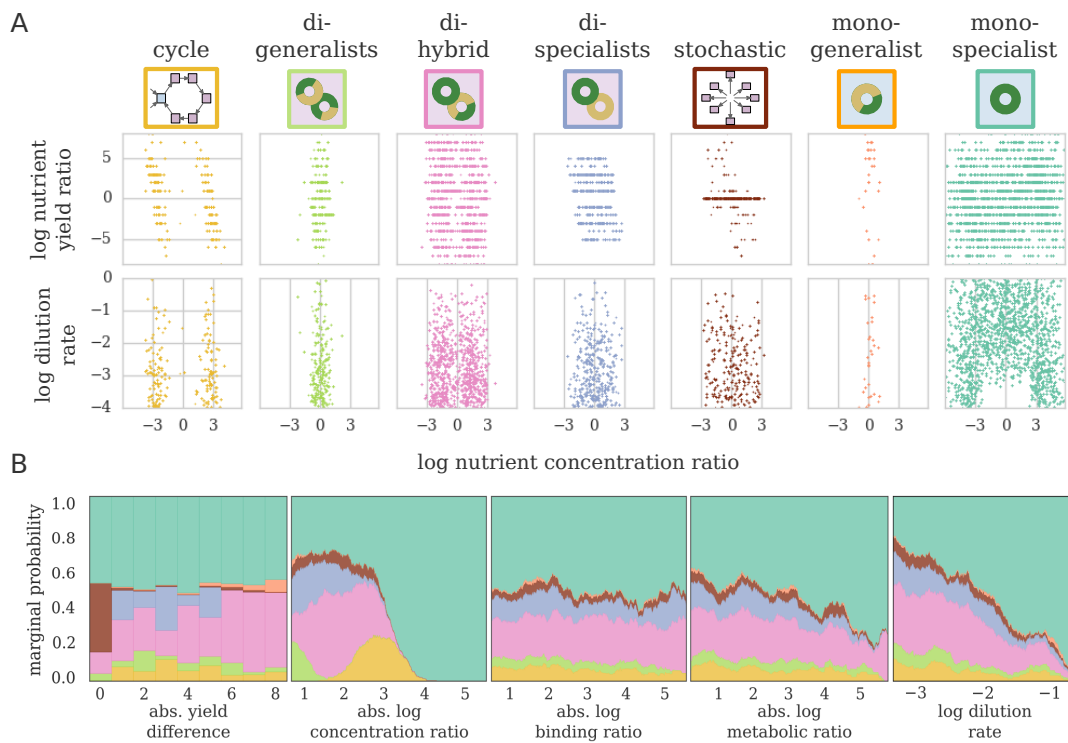 A
cycle
di-
generalists
di-
hybrid
di-
specialists
stochastic
mono-
generalist
mono-
specialist
log nutrient
yield ratio
5
0
−5
log dilution
rate
0
−1
−2
−3
−4
−3 0 3
−3 0 3
−3 0 3
−3 0 3
−3 0 3
−3 0 3
−3 0 3
log nutrient concentration ratio
B
marginal probability
1.0
0.8
0.6
0.4
0.2
0.0
0 2 4 6 8
abs. yield
difference
1 2 3 4 5
abs. log
concentration ratio
1 2 3 4 5
abs. log
binding ratio
1 2 3 4 5
abs. log
metabolic ratio
−3 −2 −1
log dilution
rate